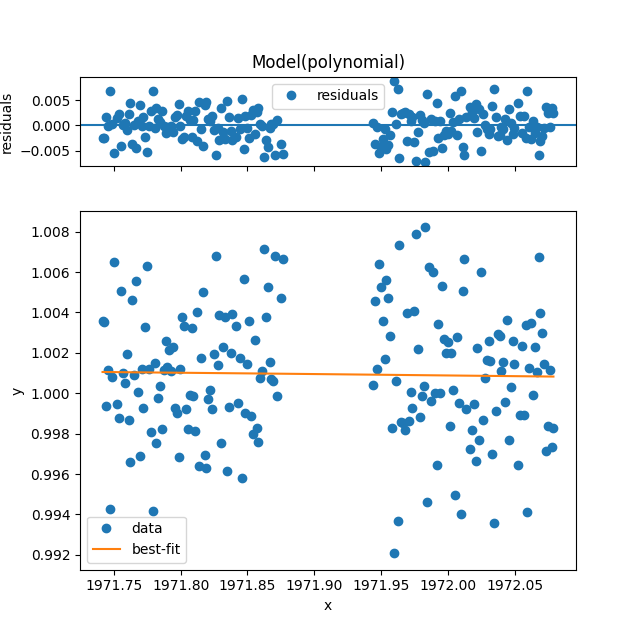 Model(polynomial)
residuals
0.005
0.000
−0.005
residuals
y
1.008
1.006
1.004
1.002
1.000
0.998
0.996
0.994
0.992
data
best-fit
1971.75 1971.80 1971.85 1971.90 1971.95 1972.00 1972.05
x